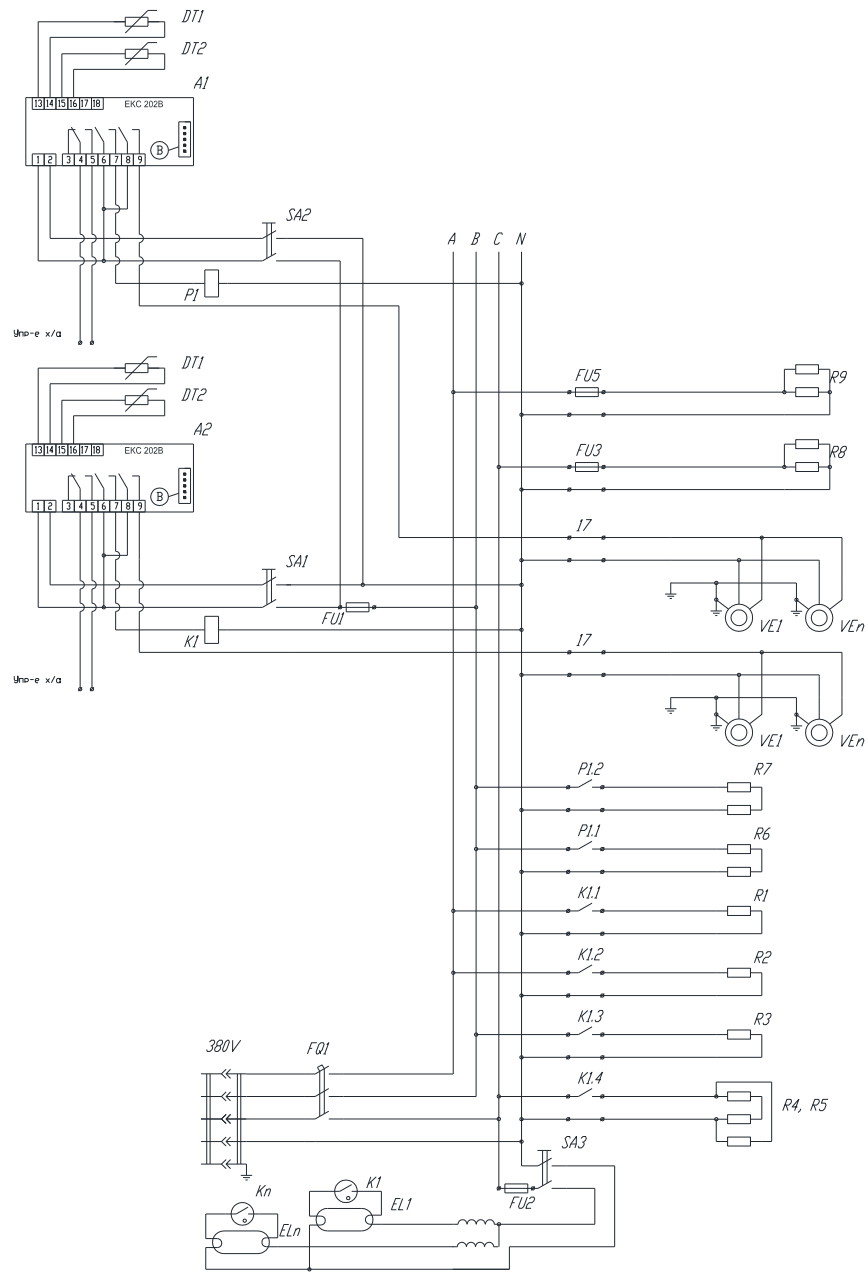 DT1
DT2
A1
13 14 15 16 17 18
EKC 202B
B
1 2 3 4 5 6 7 8 9
SA2
A B C N
P1
Упр-е х/а
DT1
FU5
R9
DT2
A2
FU3
R8
13 14 15 16 17 18
EKC 202B
B
1 2 3 4 5 6 7 8 9
17
SA1
FU1
VE1
VEn
K1
17
Упр-е х/а
VE1
VEn
P1.2
R7
P1.1
R6
K1.1
R1
K1.2
R2
K1.3
R3
380V
FQ1
K1.4
R4, R5
SA3
Kn
K1
EL1
FU2
ELn